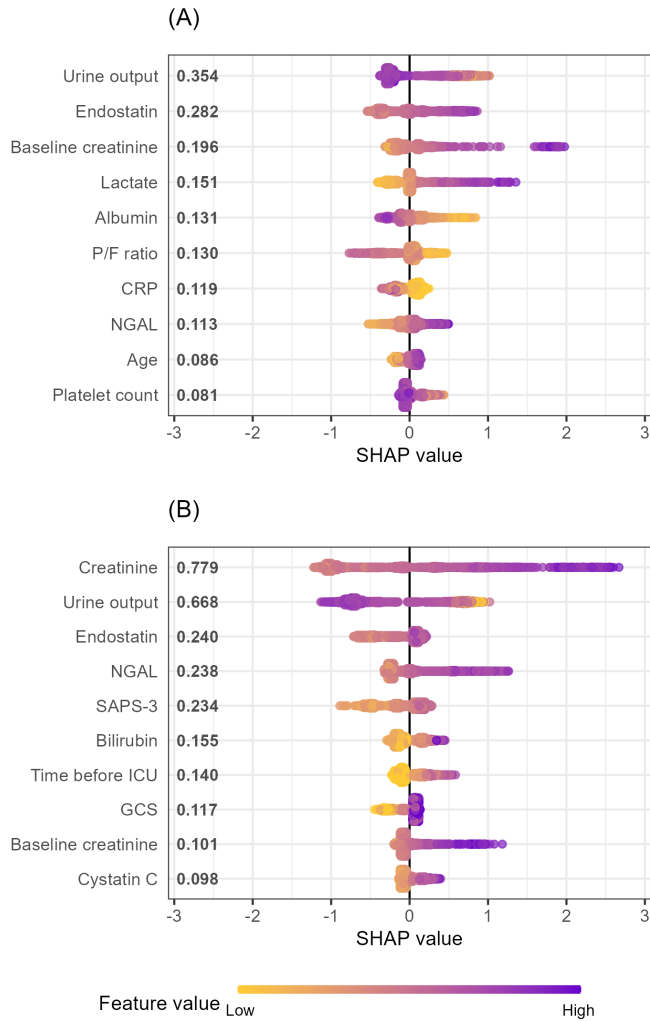 (A)
Urine output 0.354
Endostatin 0.282
Baseline creatinine 0.196
Lactate 0.151
Albumin 0.131
P/F ratio 0.130
CRP 0.119
NGAL 0.113
Age 0.086
Platelet count 0.081
-3 -2 -1 0 1 2 3
SHAP value
(B)
Creatinine 0.779
Urine output 0.668
Endostatin 0.240
NGAL 0.238
SAPS-3 0.234
Bilirubin 0.155
Time before ICU 0.140
GCS 0.117
Baseline creatinine 0.101
Cystatin C 0.098
-3 -2 -1 0 1 2 3
SHAP value
Feature value
Low High